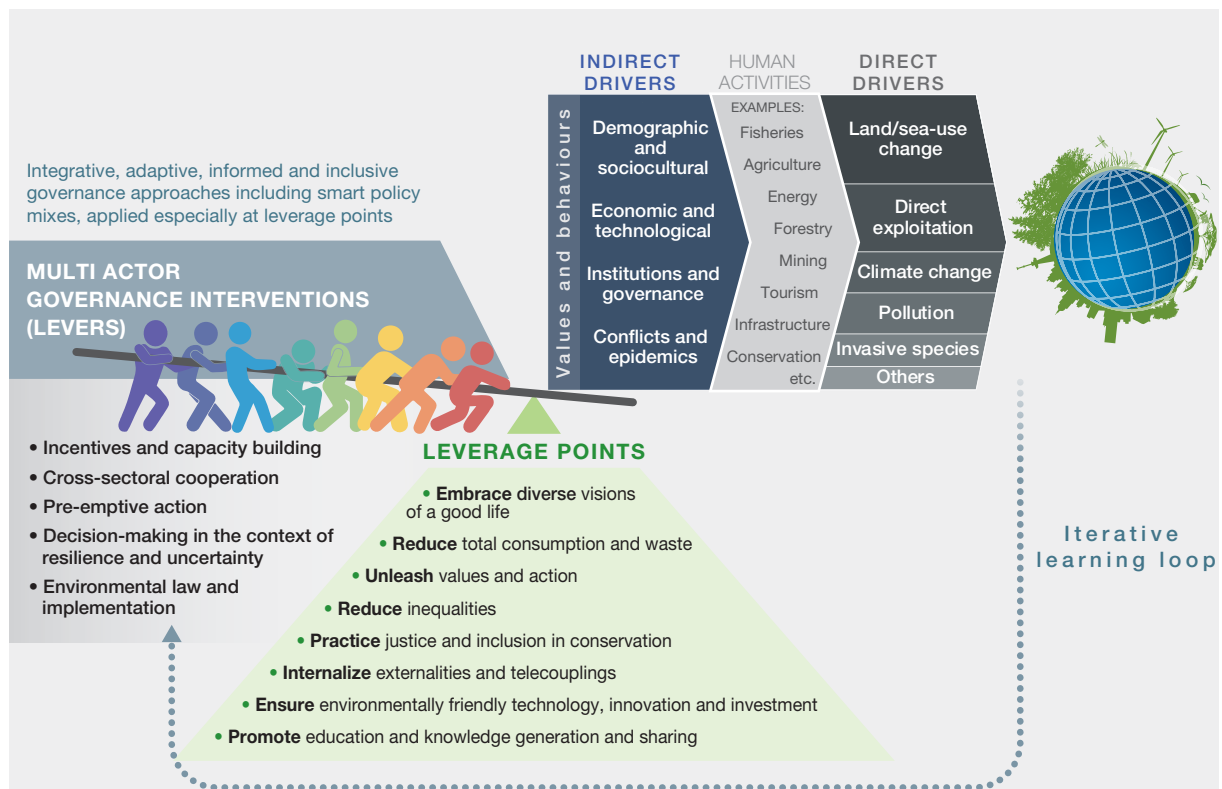 INDIRECT
DRIVERS
HUMAN
ACTIVITIES
DIRECT
DRIVERS
Values and behaviours
Demographic
and
sociocultural
Economic and
technological
Institutions and
governance
Conflicts and
epidemics
EXAMPLES:
Fisheries
Agriculture
Energy
Forestry
Mining
Tourism
Infrastructure
Conservation
etc.
Land/sea-use
change
Direct
exploitation
Climate change
Pollution
Invasive species
Others
Integrative, adaptive, informed and inclusive
governance approaches including smart policy
mixes, applied especially at leverage points
MULTI ACTOR
GOVERNANCE INTERVENTIONS
(LEVERS)
• Incentives and capacity building
• Cross-sectoral cooperation
• Pre-emptive action
• Decision-making in the context of
resilience and uncertainty
• Environmental law and
implementation
LEVERAGE POINTS
• Embrace diverse visions
of a good life
• Reduce total consumption and waste
• Unleash values and action
• Reduce inequalities
• Practice justice and inclusion in conservation
• Internalize externalities and telecouplings
• Ensure environmentally friendly technology, innovation and investment
• Promote education and knowledge generation and sharing
Iterative
learning loop